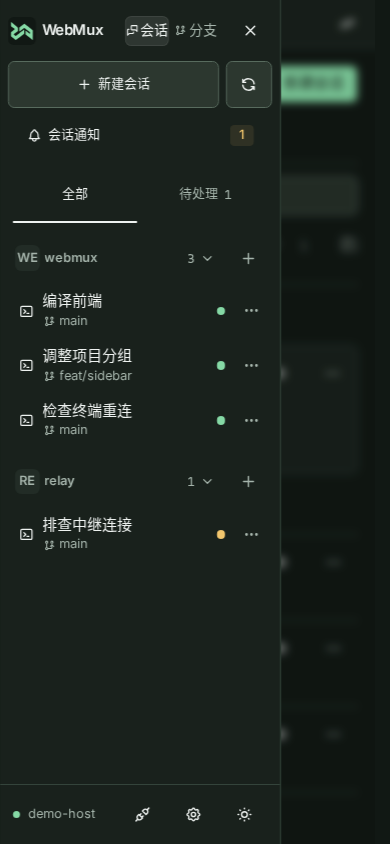 WebMux 会话 分支
新建会话
会话通知 1
全部 待处理 1
WE webmux 3
编译前端
main
调整项目分组
feat/sidebar
检查终端重连
main
RE relay 1
排查中继连接
main
demo-host